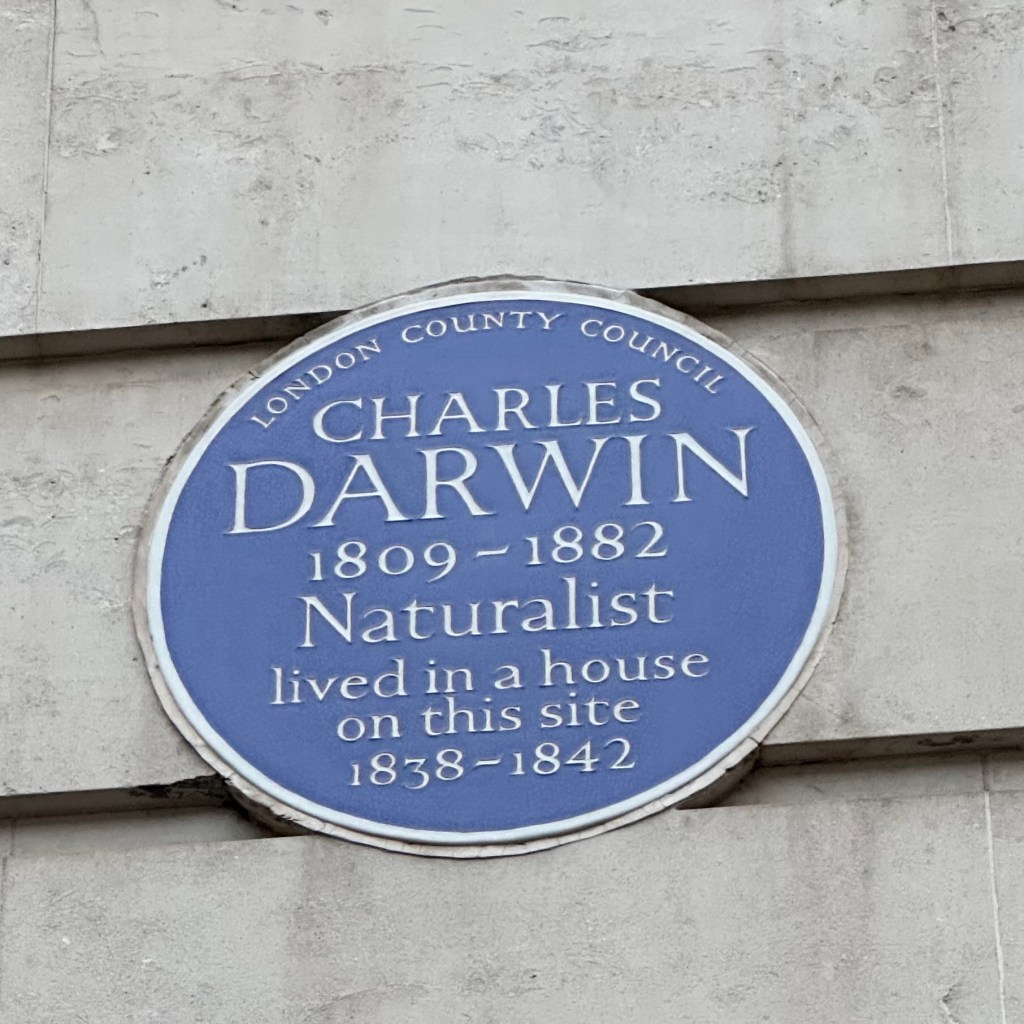 LONDON COUNTY COUNCIL
CHARLES
DARWIN
1809 – 1882
Naturalist
lived in a house
on this site
1838–1842